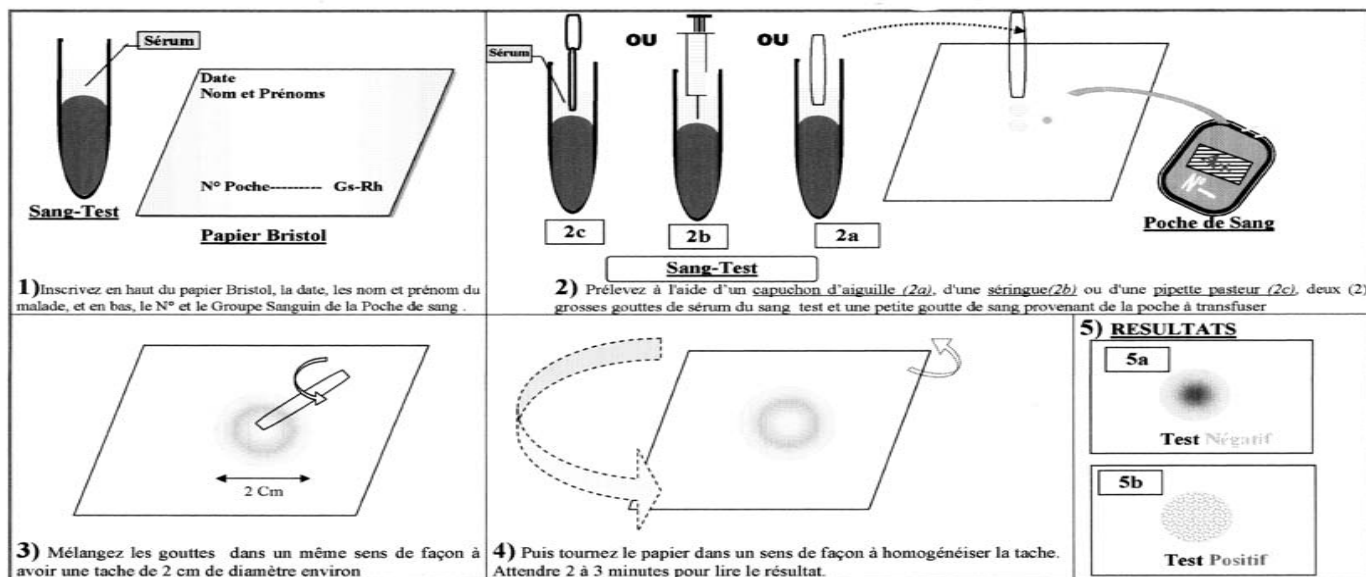 Sérum
Date
Nom et Prénoms
N° Poche---------- Gs-Rh
Sang-Test
Papier Bristol
1)Inscrivez en haut du papier Bristol, la date, les nom et prénom du
malade, et en bas, le N° et le Groupe Sanguin de la Poche de sang .
Sérum
OU
OU
2c
2b
2a
Sang-Test
N°
Poche de Sang
2) Prélevez à l'aide d'un capuchon d'aiguille (2a), d'une séringue(2b) ou d'une pipette pasteur (2c), deux (2)
grosses gouttes de sérum du sang test et une petite goutte de sang provenant de la poche à transfuser
2 Cm
3) Mélangez les gouttes dans un même sens de façon à
avoir une tache de 2 cm de diamètre environ
4) Puis tournez le papier dans un sens de façon à homogénéiser la tache.
Attendre 2 à 3 minutes pour lire le résultat.
5) RESULTATS
5a
Test Négatif
5b
Test Positif